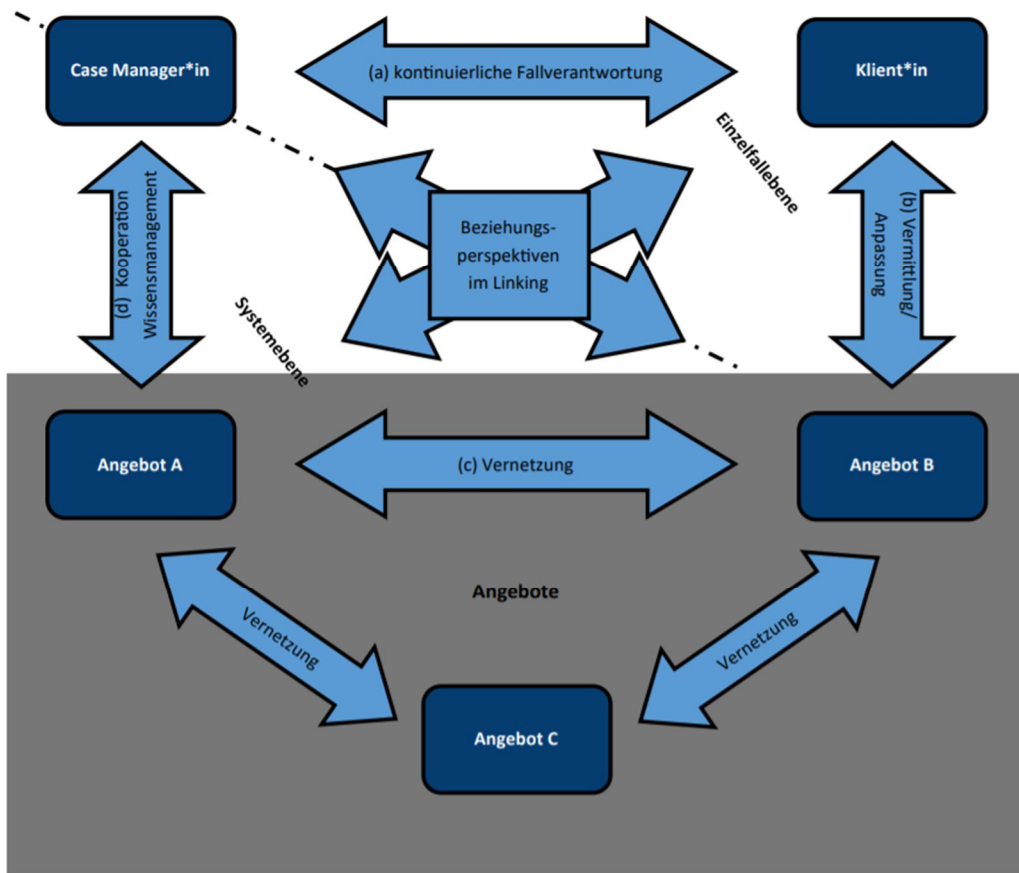 Case Manager*in
(a) kontinuierliche Fallverantwortung
Klient*in
Einzelfallebene
(d) Kooperation
Wissensmanagement
Beziehungs-
perspektiven
im Linking
(b) Vermittlung/
Anpassung
Systemebene
Angebot A
(c) Vernetzung
Angebot B
Angebote
Vernetzung
Vernetzung
Angebot C